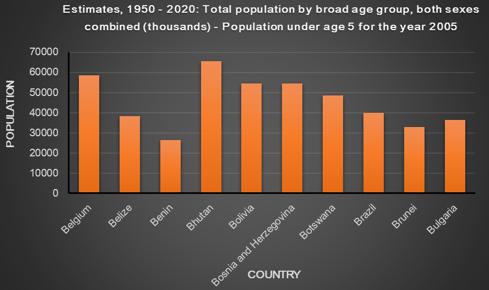 Estimates, 1950 - 2020: Total population by broad age group, both sexes
combined (thousands) - Population under age 5 for the year 2005
POPULATION
70000
60000
50000
40000
30000
20000
10000
0
Belgium
Belize
Benin
Bhutan
Bolivia
Bosnia and Herzegovina
Botswana
Brazil
Brunei
Bulgaria
COUNTRY